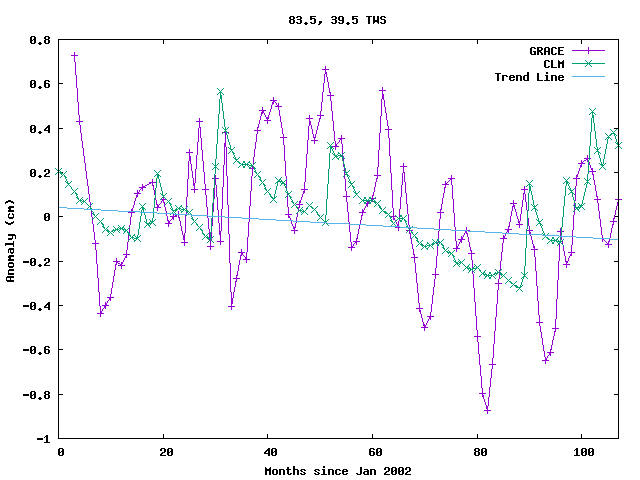 83.5, 39.5 TWS
GRACE
CLM
Trend Line
0.8
0.6
0.4
0.2
0
-0.2
-0.4
-0.6
-0.8
-1
Anomaly (cm)
0 20 40 60 80 100
Months since Jan 2002